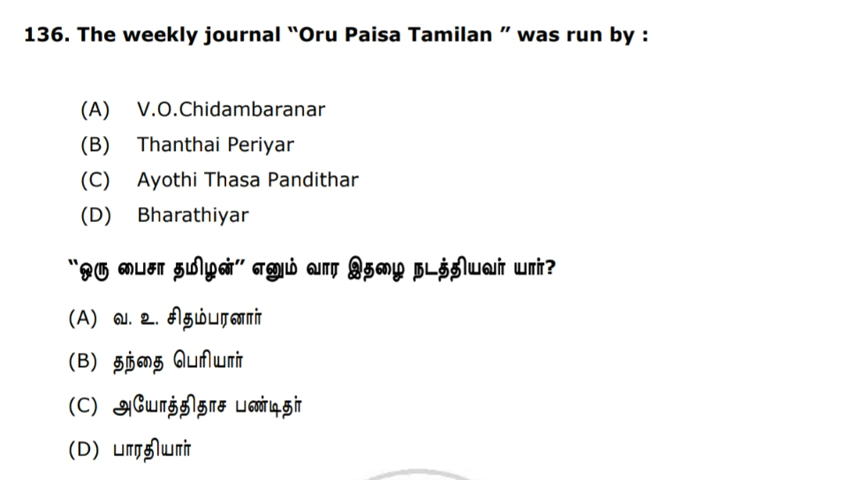 136. The weekly journal “Oru Paisa Tamilan ” was run by :
(A) V.O.Chidambaranar
(B) Thanthai Periyar
(C) Ayothi Thasa Pandithar
(D) Bharathiyar
“ஒரு பைசா தமிழன்” எனும் வார இதழை நடத்தியவர் யார்?
(A) வ. உ. சிதம்பரனார்
(B) தந்தை பெரியார்
(C) அயோத்திதாச பண்டிதர்
(D) பாரதியார்